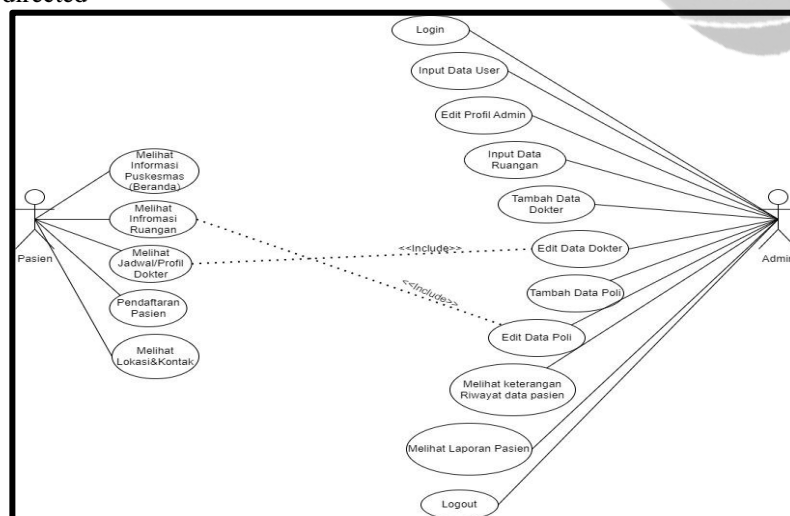 directed
Login
Input Data User
Edit Profil Admin
Input Data
Ruangan
Tambah Data
Dokter
Edit Data Dokter
Tambah Data Poli
Edit Data Poli
Melihat keterangan
Riwayat data pasien
Melihat Laporan Pasien
Logout
Admin
Melihat
Informasi
Puskesmas
(Beranda)
Melihat
Infromasi
Ruangan
Melihat
Jadwal/Profil
Dokter
Pendaftaran
Pasien
Melihat
Lokasi&Kontak
Pasien
<<Include>>
<<Include>>